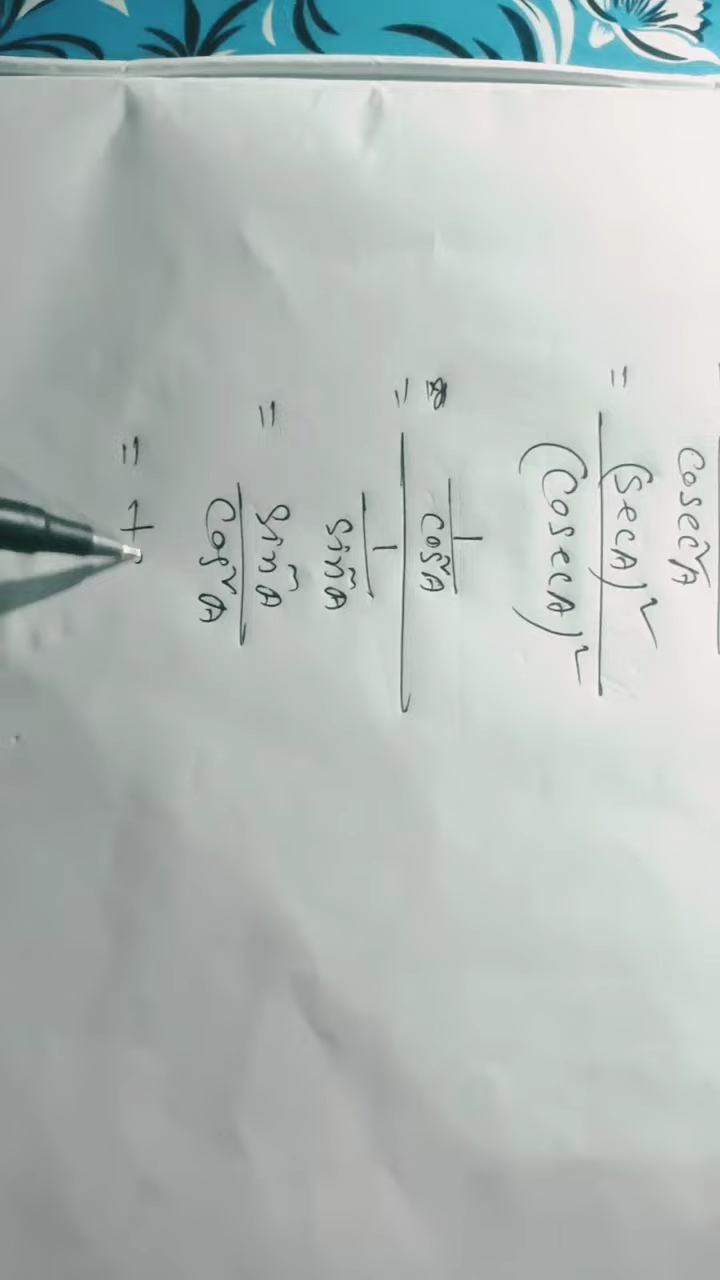 cosec²A
= (secA)²
(cosecA)²
= 1
cos²A
1
sin²A
= sin²A
cos²A
= t